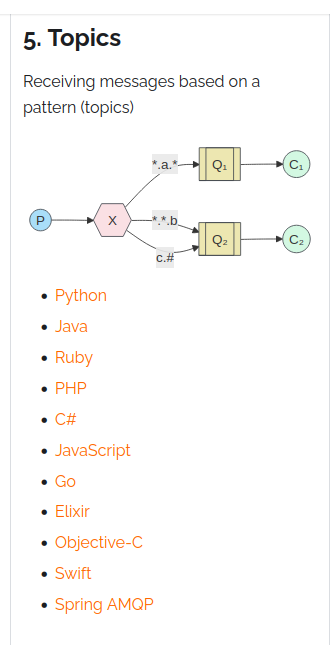 5. Topics
Receiving messages based on a
pattern (topics)
*.a.*
Q₁
C₁
P
X
*.*.b
Q₂
C₂
c.#
Python
Java
Ruby
PHP
C#
JavaScript
Go
Elixir
Objective-C
Swift
Spring AMQP